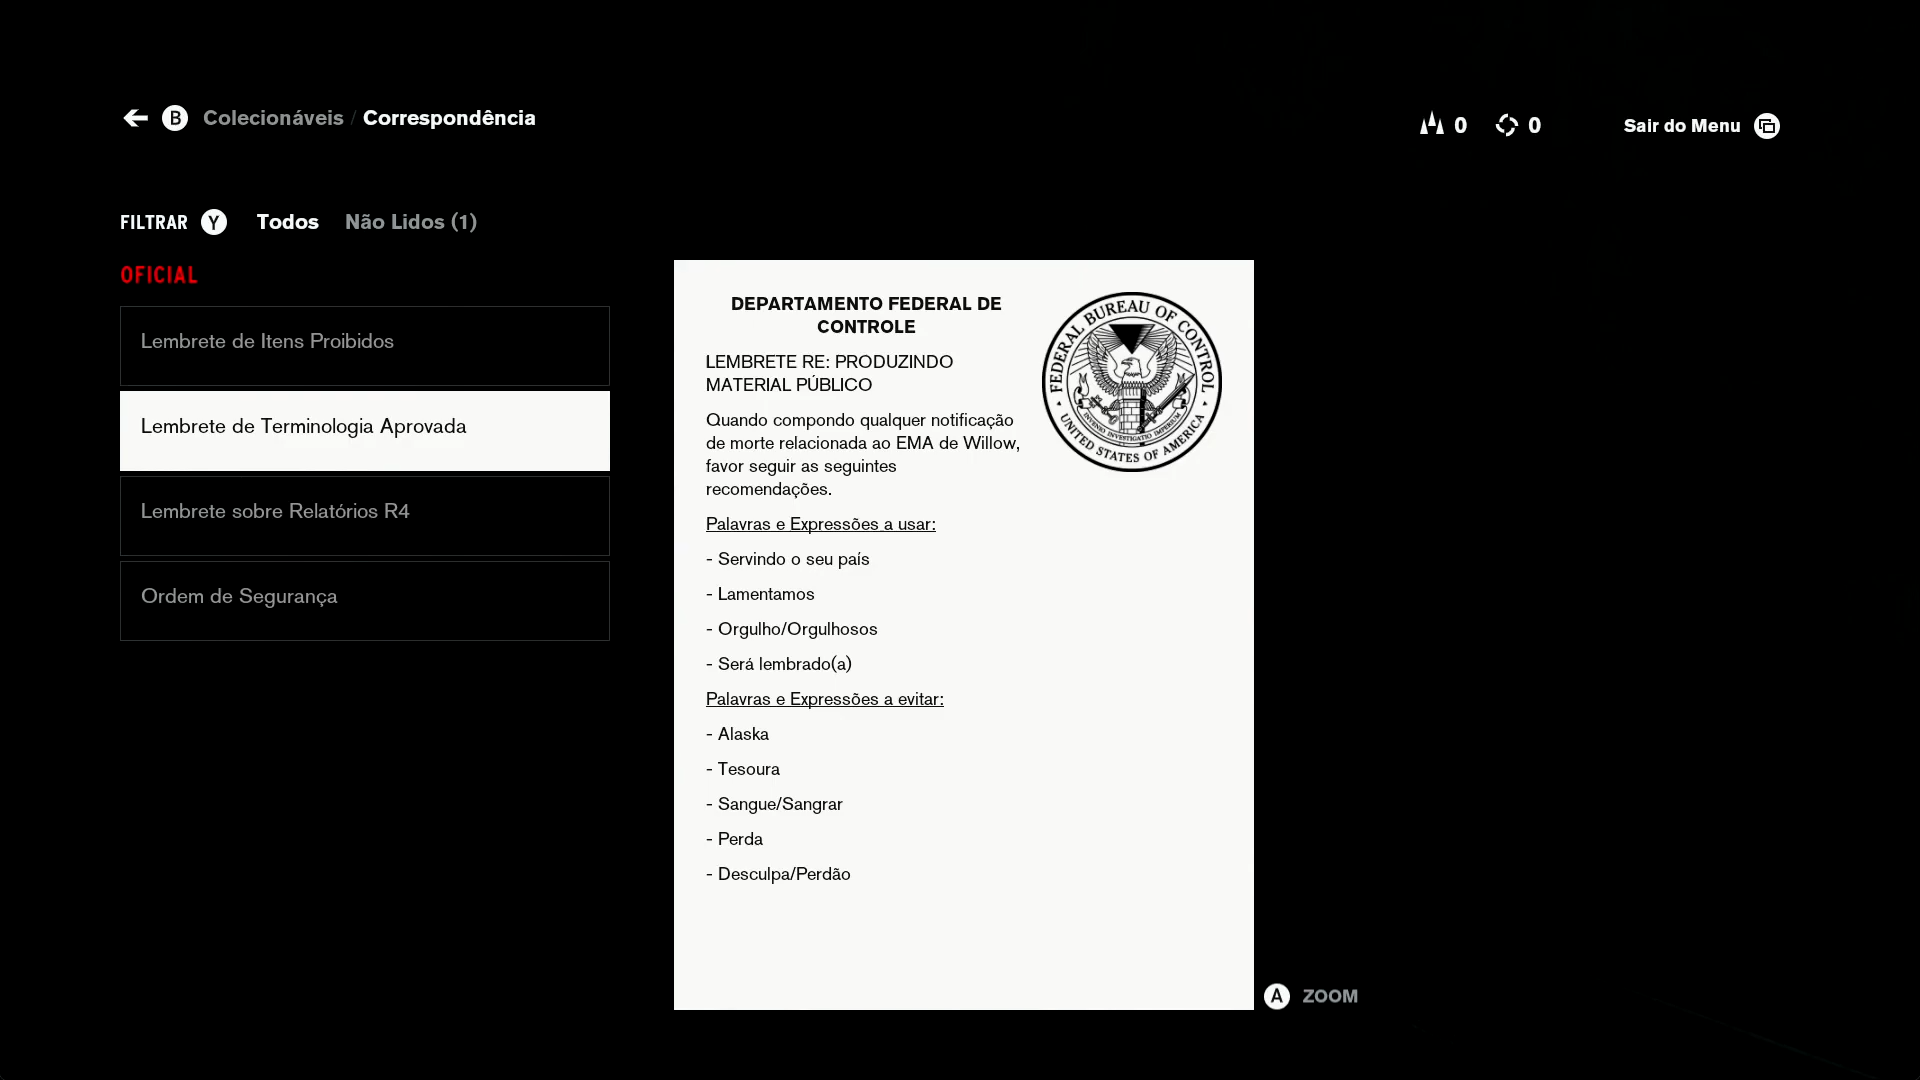 B Colecionáveis / Correspondência
0 0 Sair do Menu
FILTRAR Y Todos Não Lidos (1)
OFICIAL
Lembrete de Itens Proibidos
Lembrete de Terminologia Aprovada
Lembrete sobre Relatórios R4
Ordem de Segurança
DEPARTAMENTO FEDERAL DE
CONTROLE
FEDERAL BUREAU OF CONTROL
UNITED STATES OF AMERICA
INVENIO INVESTIGATIO IMPERIUM
LEMBRETE RE: PRODUZINDO
MATERIAL PÚBLICO
Quando compondo qualquer notificação
de morte relacionada ao EMA de Willow,
favor seguir as seguintes
recomendações.
Palavras e Expressões a usar:
- Servindo o seu país
- Lamentamos
- Orgulho/Orgulhosos
- Será lembrado(a)
Palavras e Expressões a evitar:
- Alaska
- Tesoura
- Sangue/Sangrar
- Perda
- Desculpa/Perdão
A ZOOM